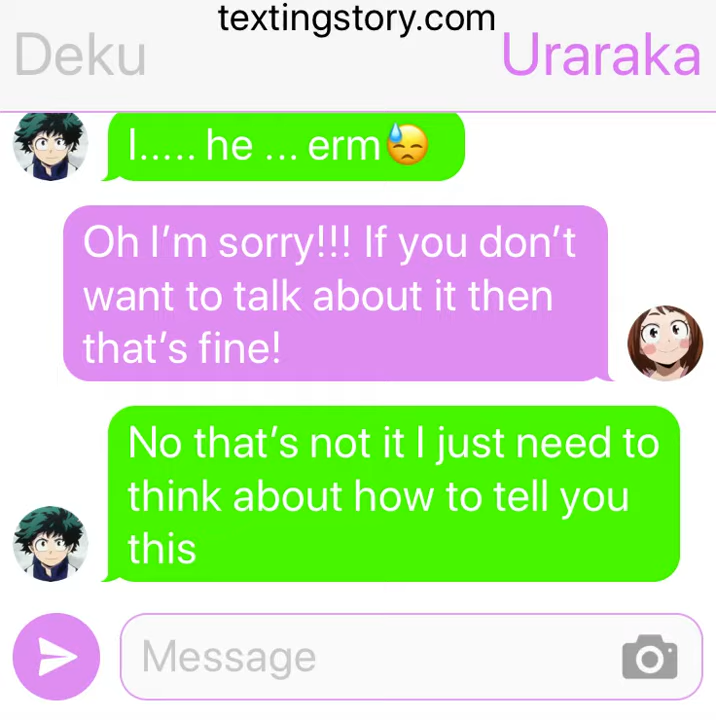 textingstory.com
Deku
Uraraka
I..... he ... erm😓
Oh I’m sorry!!! If you don’t
want to talk about it then
that’s fine!
No that’s not it I just need to
think about how to tell you
this
Message